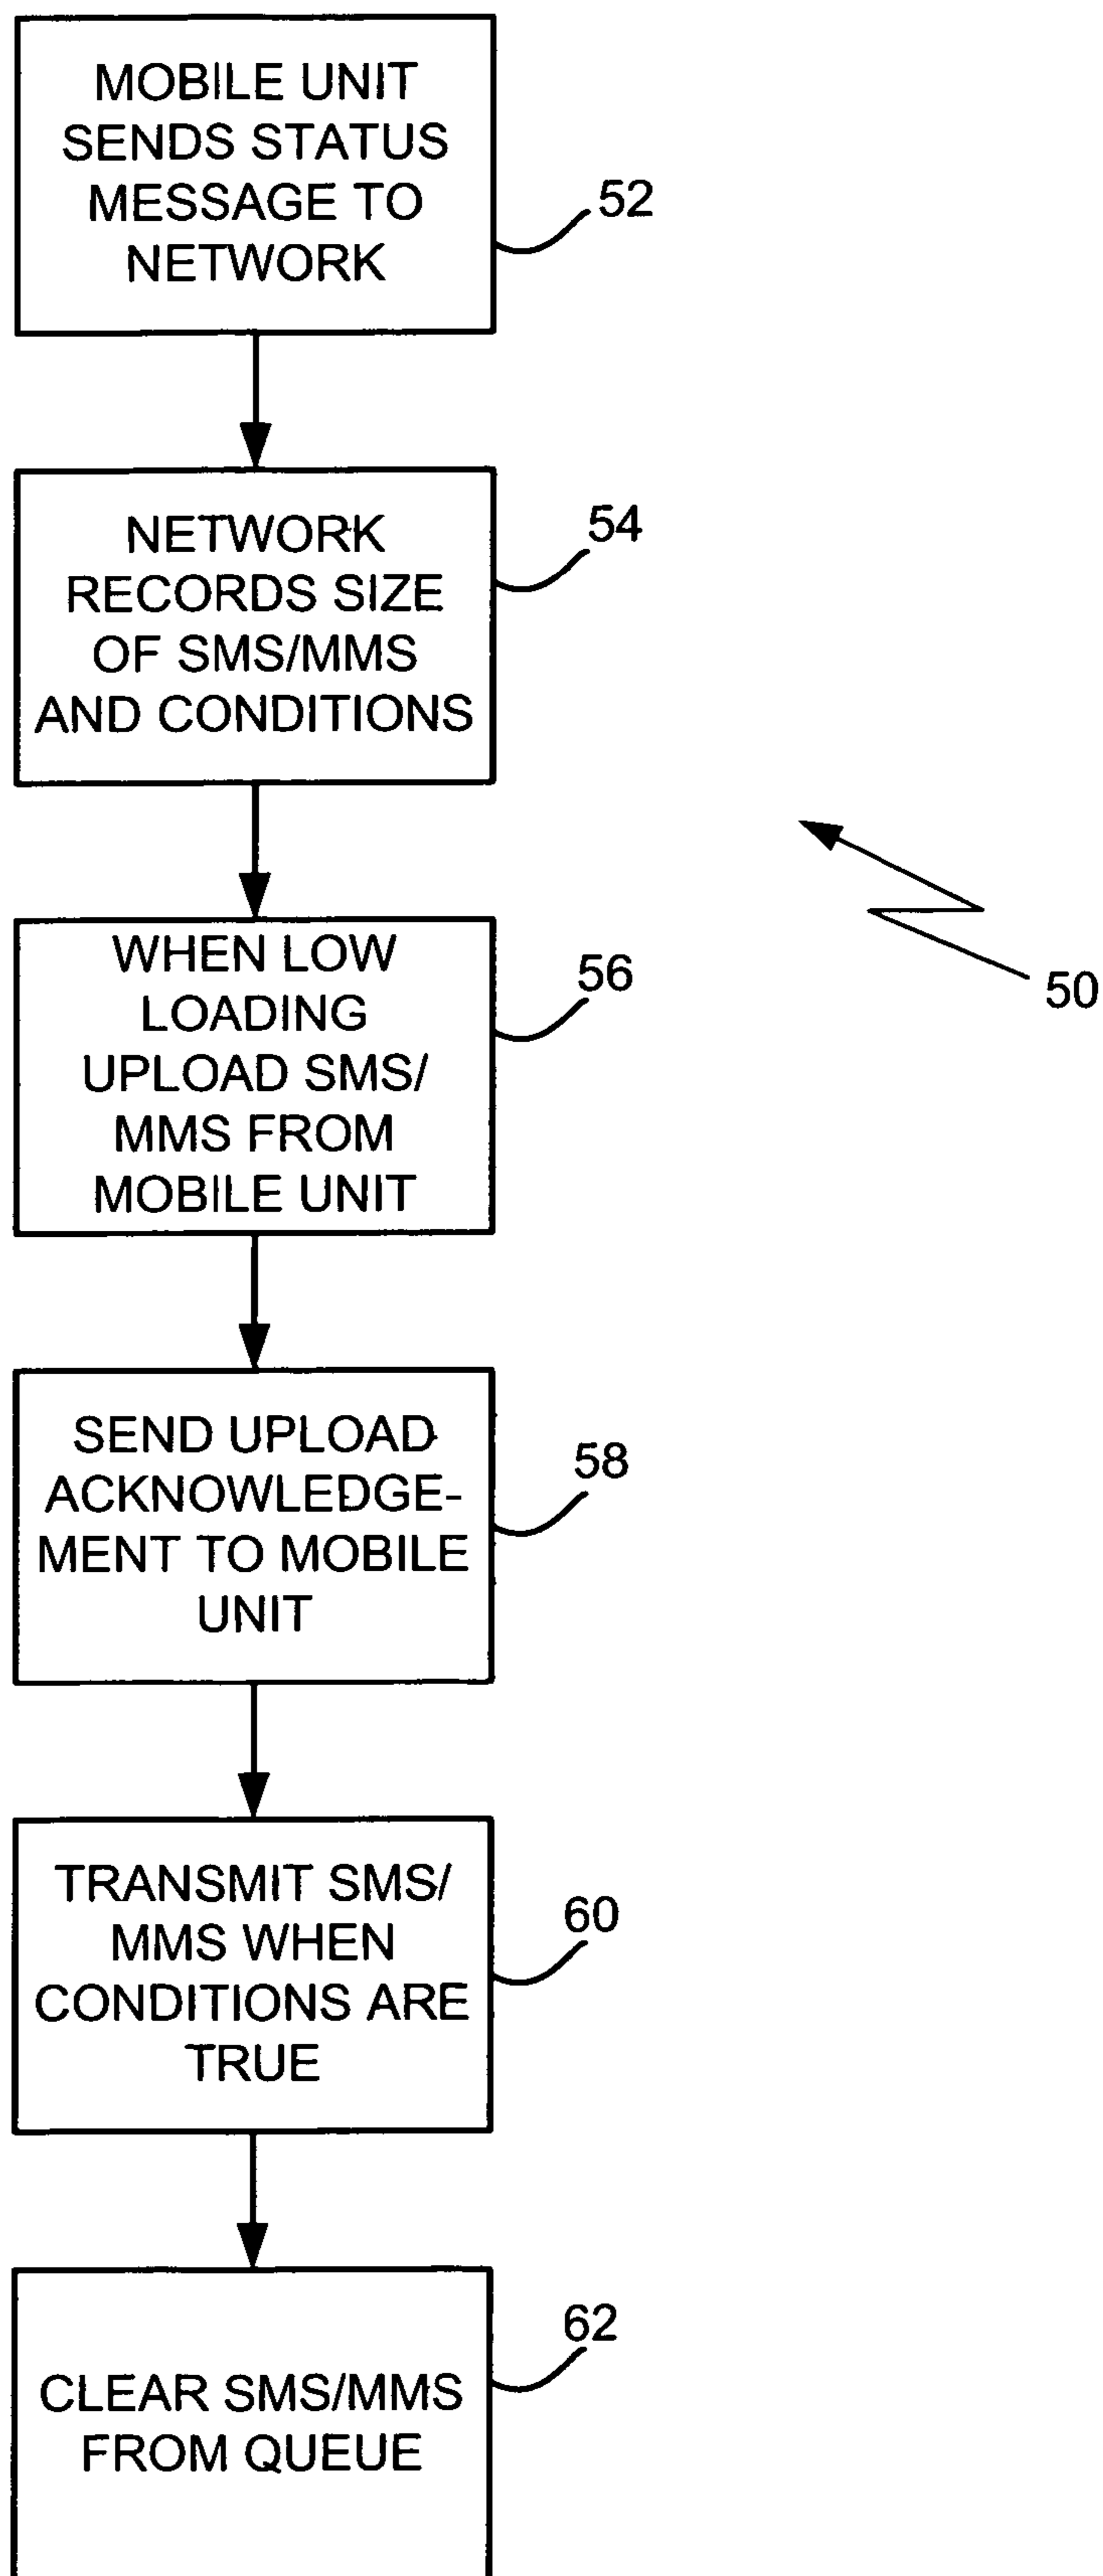 MOBILE UNIT
SENDS STATUS
MESSAGE TO
NETWORK
52
NETWORK
RECORDS SIZE
OF SMS/MMS
AND CONDITIONS
54
WHEN LOW
LOADING
UPLOAD SMS/
MMS FROM
MOBILE UNIT
56
50
SEND UPLOAD
ACKNOWLEDGE-
MENT TO MOBILE
UNIT
58
TRANSMIT SMS/
MMS WHEN
CONDITIONS ARE
TRUE
60
CLEAR SMS/MMS
FROM QUEUE
62